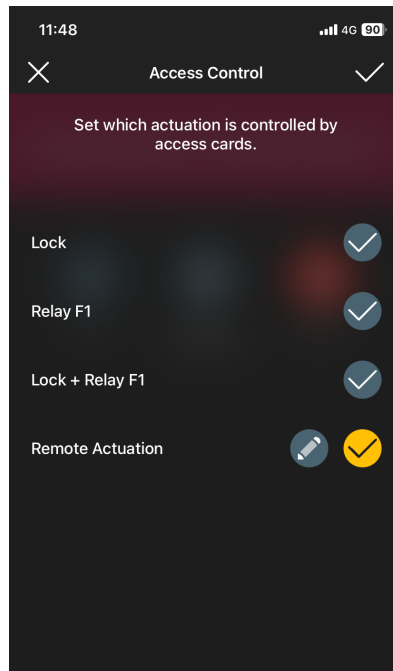 11:48
4G 90
Access Control
Set which actuation is controlled by
access cards.
Lock
Relay F1
Lock + Relay F1
Remote Actuation